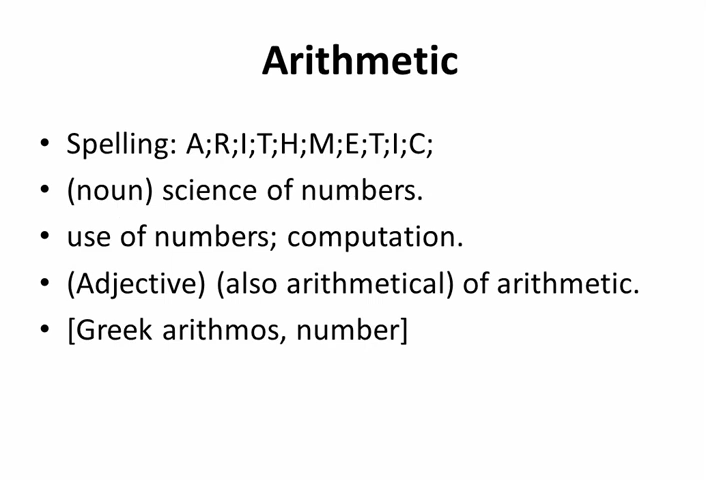 Arithmetic
• Spelling: A;R;I;T;H;M;E;T;I;C;
• (noun) science of numbers.
• use of numbers; computation.
• (Adjective) (also arithmetical) of arithmetic.
• [Greek arithmos, number]